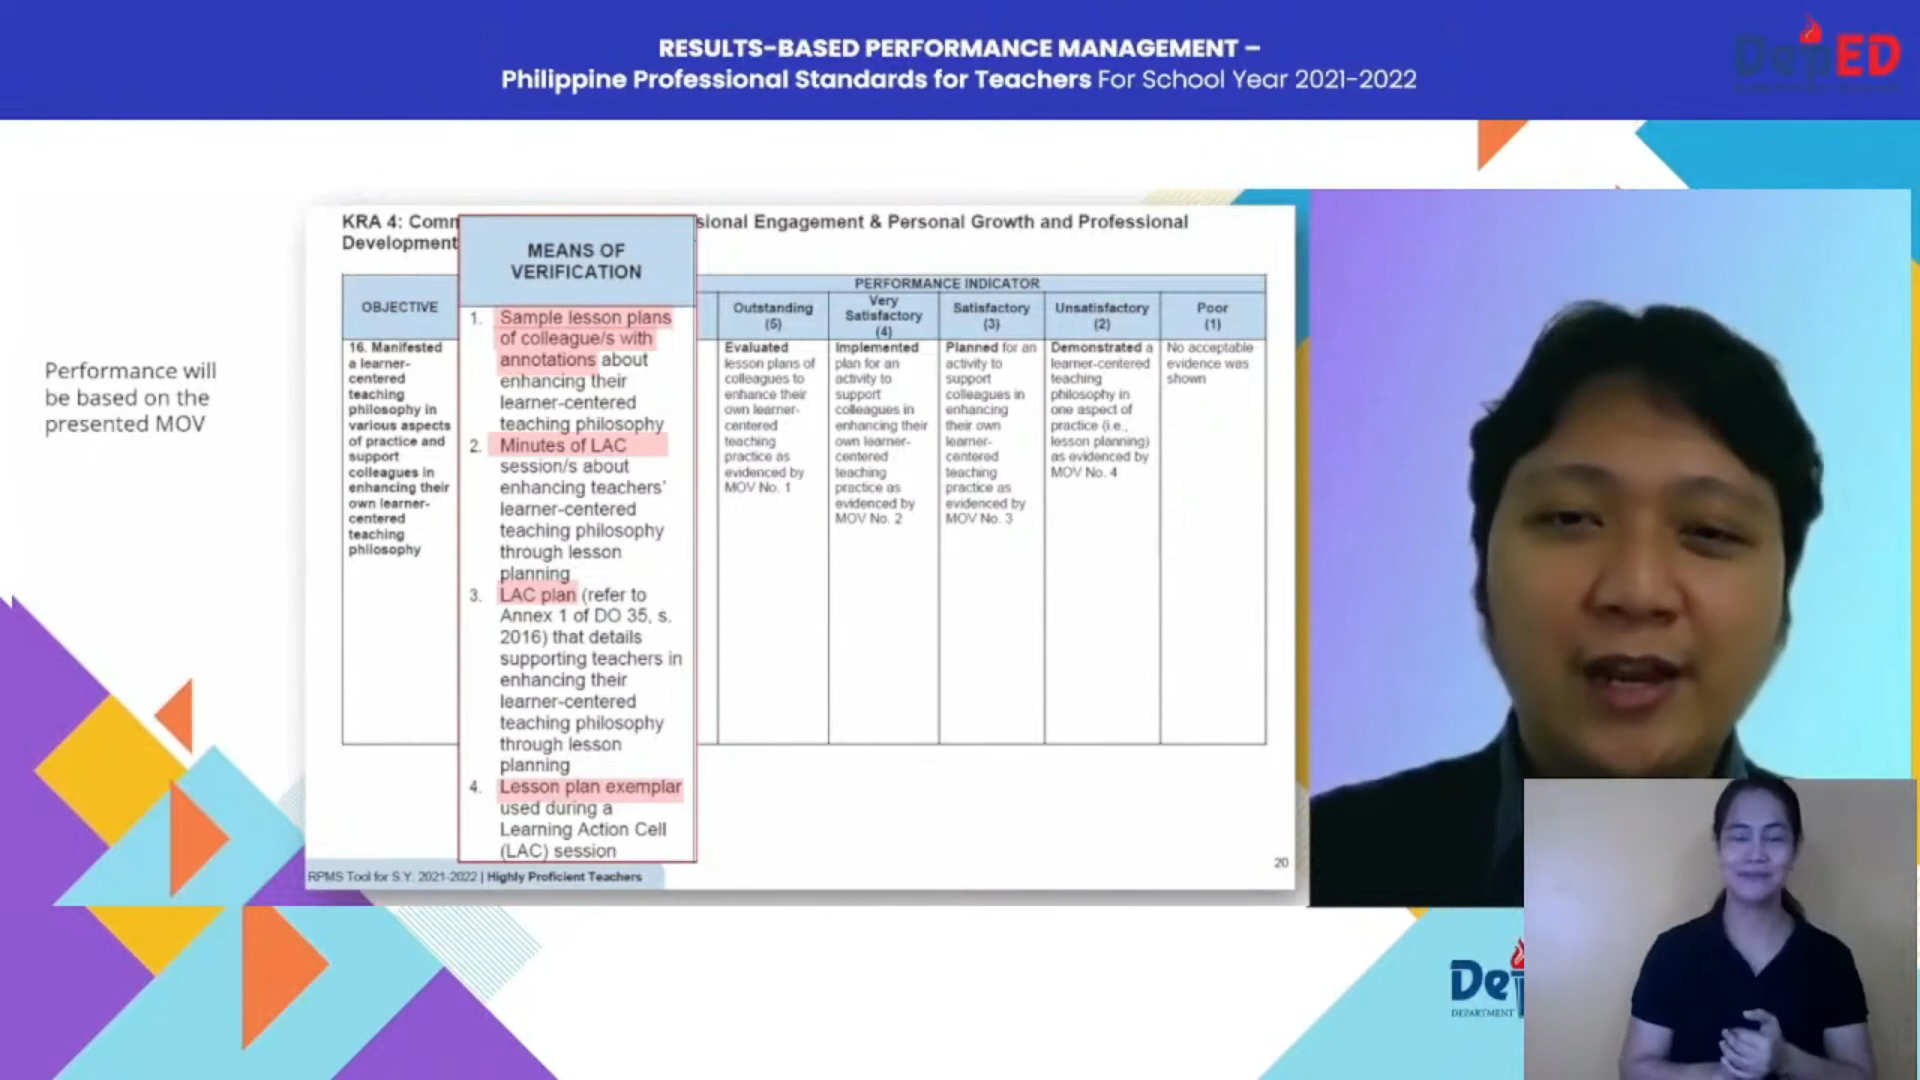 RESULTS-BASED PERFORMANCE MANAGEMENT –
Philippine Professional Standards for Teachers For School Year 2021-2022
DepED
Performance will
be based on the
presented MOV
KRA 4: Comm
sional Engagement & Personal Growth and Professional
Development
OBJECTIVE
16. Manifested
a learner-
centered
teaching
philosophy in
various aspects
of practice and
support
colleagues in
enhancing their
own learner-
centered
teaching
philosophy
MEANS OF
VERIFICATION
1. Sample lesson plans
of colleague/s with
annotations about
enhancing their
learner-centered
teaching philosophy
2. Minutes of LAC
session/s about
enhancing teachers'
learner-centered
teaching philosophy
through lesson
planning
3. LAC plan (refer to
Annex 1 of DO 35, s.
2016) that details
supporting teachers in
enhancing their
learner-centered
teaching philosophy
through lesson
planning
4. Lesson plan exemplar
used during a
Learning Action Cell
(LAC) session
PERFORMANCE INDICATOR
Outstanding
(5)
Evaluated
lesson plans of
colleagues to
enhance their
own learner-
centered
teaching
practice as
evidenced by
MOV No. 1
Very
Satisfactory
(4)
Implemented
plan for an
activity to
support
colleagues in
enhancing their
own learner-
centered
teaching
practice as
evidenced by
MOV No. 2
Satisfactory
(3)
Planned for an
activity to
support
colleagues in
enhancing
their own
learner-
centered
teaching
practice as
evidenced by
MOV No. 3
Unsatisfactory
(2)
Demonstrated a
learner-centered
teaching
philosophy in
one aspect of
practice (i.e.,
lesson planning)
as evidenced by
MOV No. 4
Poor
(1)
No acceptable
evidence was
shown
20
RPMS Tool for S.Y. 2021-2022 | Highly Proficient Teachers
De
DEPARTMENT